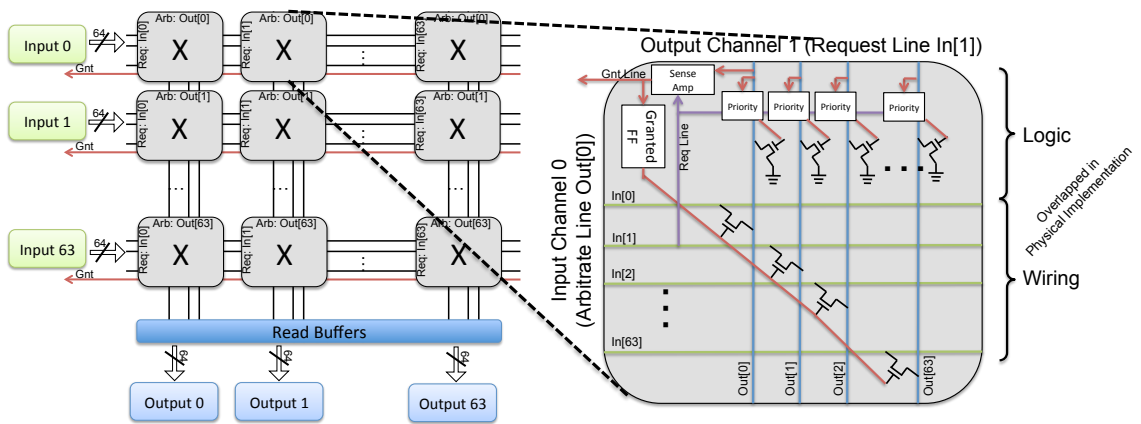 Input 0
64
Gnt
Req: In[0]
Arb: Out[0]
X
Req: In[1]
Arb: Out[0]
X
Req: In[63]
Arb: Out[0]
X
Input 1
64
Gnt
Req: In[0]
Arb: Out[1]
X
Req: In[1]
Arb: Out[1]
X
Req: In[63]
Arb: Out[1]
X
Input 63
64
Gnt
Req: In[0]
Arb: Out[63]
X
Req: In[1]
Arb: Out[63]
X
Req: In[63]
Arb: Out[63]
X
Read Buffers
64
64
64
Output 0
Output 1
Output 63
Output Channel 1 (Request Line In[1])
Input Channel 0
(Arbitrate Line Out[0])
Gnt Line
Sense
Amp
Granted
FF
Req Line
Priority
Priority
Priority
Priority
In[0]
In[1]
In[2]
In[63]
Out[0]
Out[1]
Out[2]
Out[63]
Logic
Overlapped in
Physical Implementation
Wiring